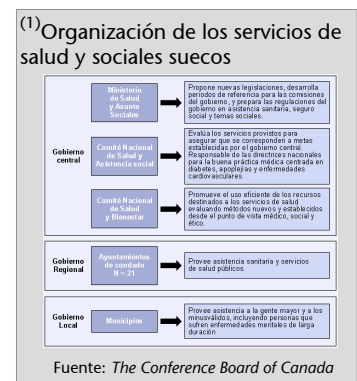 (1)Organización de los servicios de
salud y sociales suecos
Gobierno
central
Ministerio
de Salud
y Asunto
Sociales
Propone nuevas legislaciones, desarrolla
periodos de referencia para las comisiones
del gobierno, y prepara las regulaciones del
gobierno en asistencia sanitaria, seguro
social y temas sociales.
Comité Nacional
de Salud y
Asistencia social
Evalúa los servicios provistos para
asegurar que se corresponden a metas
establecidas por el gobierno central.
Responsable de las directrices nacionales
para la buena práctica médica centrada en
diabetes, apoplejias y enfermedades
cardiovasculares.
Comité Nacional
de Salud
y Bienestar
Promueve el uso eficiente de los recursos
destinados a los servicios de salud
evaluando métodos nuevos y establecidos
desde el punto de vista médico, social y
ético.
Gobierno
Regional
Ayuntamientos
de condado
N = 21
Provee asistencia sanitaria y servicios
de salud públicos.
Gobierno
Local
Municipios
Provee asistencia a la gente mayor y a los
minusválidos, incluyendo personas que
sufren enfermedades mentales de larga
duración
Fuente: The Conference Board of Canada